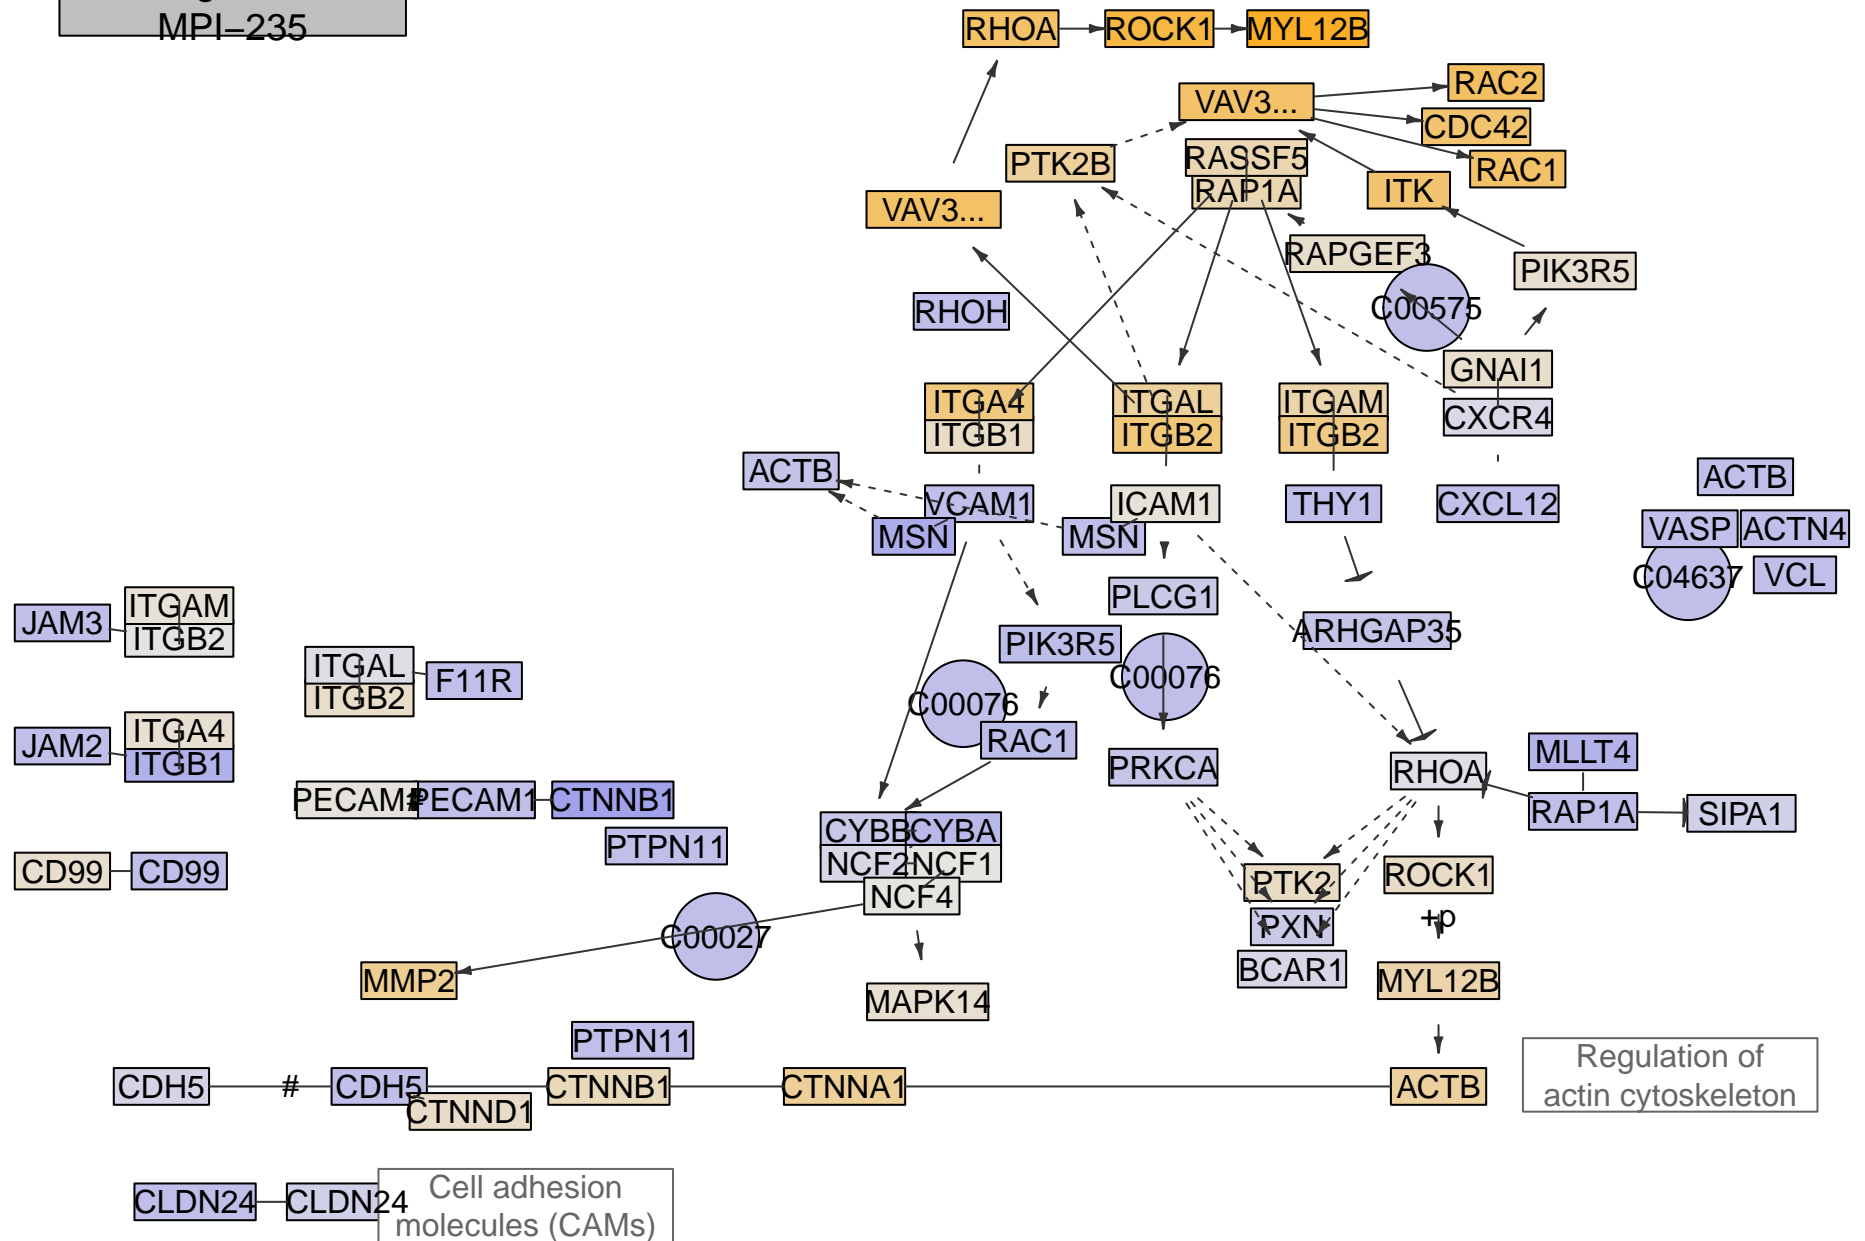 MPI−235
RHOA
ROCK1
MYL12B
VAV3...
RAC2
CDC42
RAC1
PTK2B
RASSF5
RAP1A
ITK
VAV3...
RAPGEF3
PIK3R5
C00575
RHOH
GNAI1
CXCR4
ITGA4
ITGB1
ITGAL
ITGB2
ITGAM
ITGB2
ACTB
VCAM1
MSN
ICAM1
MSN
THY1
CXCL12
ACTB
VASP
ACTN4
C04637
VCL
PLCG1
ARHGAP35
PIK3R5
C00076
C00076
RAC1
PRKCA
JAM3
ITGAM
ITGB2
ITGAL
ITGB2
F11R
JAM2
ITGA4
ITGB1
PECAM1
#
PECAM1
CTNNB1
PTPN11
CD99
CD99
RHOA
MLLT4
RAP1A
SIPA1
CYBB
CYBA
NCF2
NCF1
NCF4
C00027
MMP2
MAPK14
PTK2
PXN
BCAR1
ROCK1
+p
MYL12B
PTPN11
CDH5
#
CDH5
CTNND1
CTNNB1
CTNNA1
ACTB
Regulation of
actin cytoskeleton
CLDN24
CLDN24
Cell adhesion
molecules (CAMs)